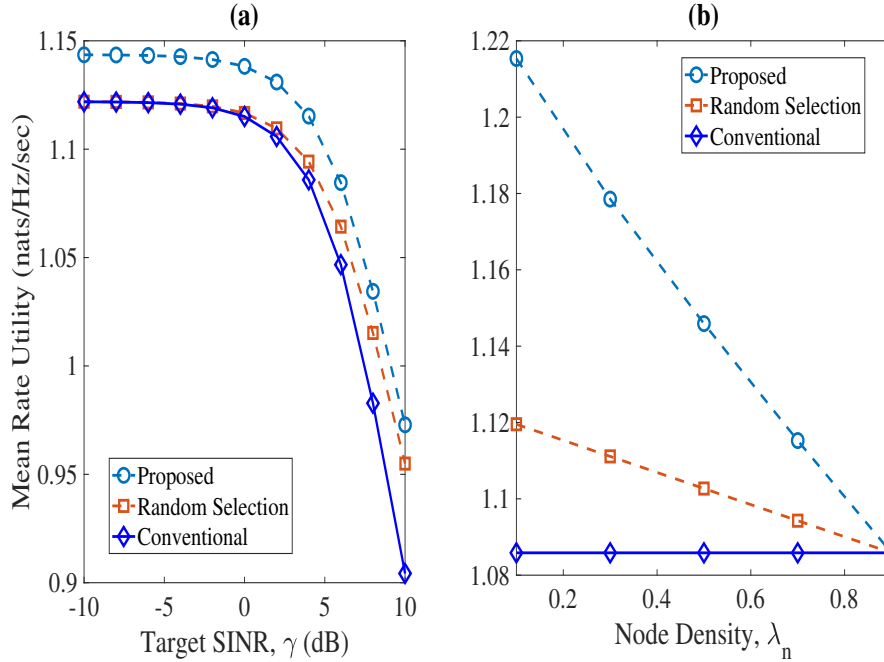 (a)
(b)
1.15
1.1
1.05
1
0.95
0.9
Mean Rate Utility (nats/Hz/sec)
Proposed
Random Selection
Conventional
-10
-5
0
5
10
Target SINR, γ (dB)
1.22
1.2
1.18
1.16
1.14
1.12
1.1
1.08
Proposed
Random Selection
Conventional
0.2
0.4
0.6
0.8
Node Density, λn